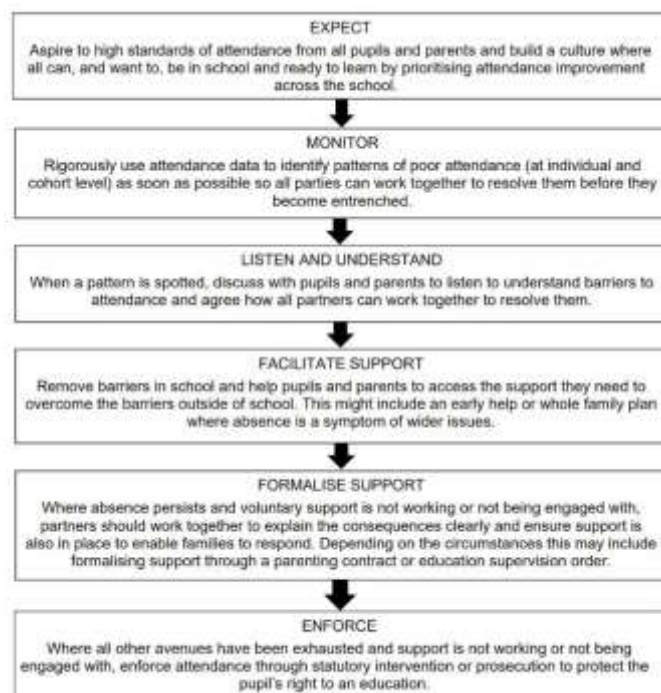 EXPECT
Aspire to high standards of attendance from all pupils and parents and build a culture where
all can, and want to, be in school and ready to learn by prioritising attendance improvement
across the school.
MONITOR
Rigorously use attendance data to identify patterns of poor attendance (at individual and
cohort level) as soon as possible so all parties can work together to resolve them before they
become entrenched.
LISTEN AND UNDERSTAND
When a pattern is spotted, discuss with pupils and parents to listen to understand barriers to
attendance and agree how all partners can work together to resolve them.
FACILITATE SUPPORT
Remove barriers in school and help pupils and parents to access the support they need to
overcome the barriers outside of school. This might include an early help or whole family plan
where absence is a symptom of wider issues.
FORMALISE SUPPORT
Where absence persists and voluntary support is not working or not being engaged with,
partners should work together to explain the consequences clearly and ensure support is
also in place to enable families to respond. Depending on the circumstances this may include
formalising support through a parenting contract or education supervision order.
ENFORCE
Where all other avenues have been exhausted and support is not working or not being
engaged with, enforce attendance through statutory intervention or prosecution to protect the
pupil's right to an education.